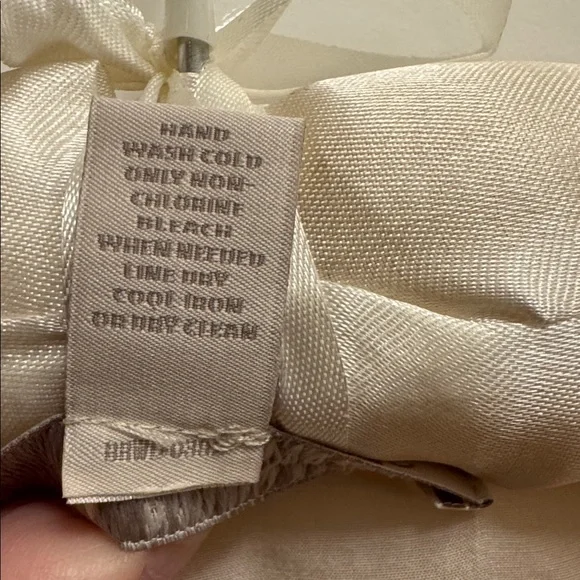 HAND
WASH COLD
ONLY NON-
CHLORINE
BLEACH
WHEN NEEDED
LINE DRY
COOL IRON
OR DRY CLEAN